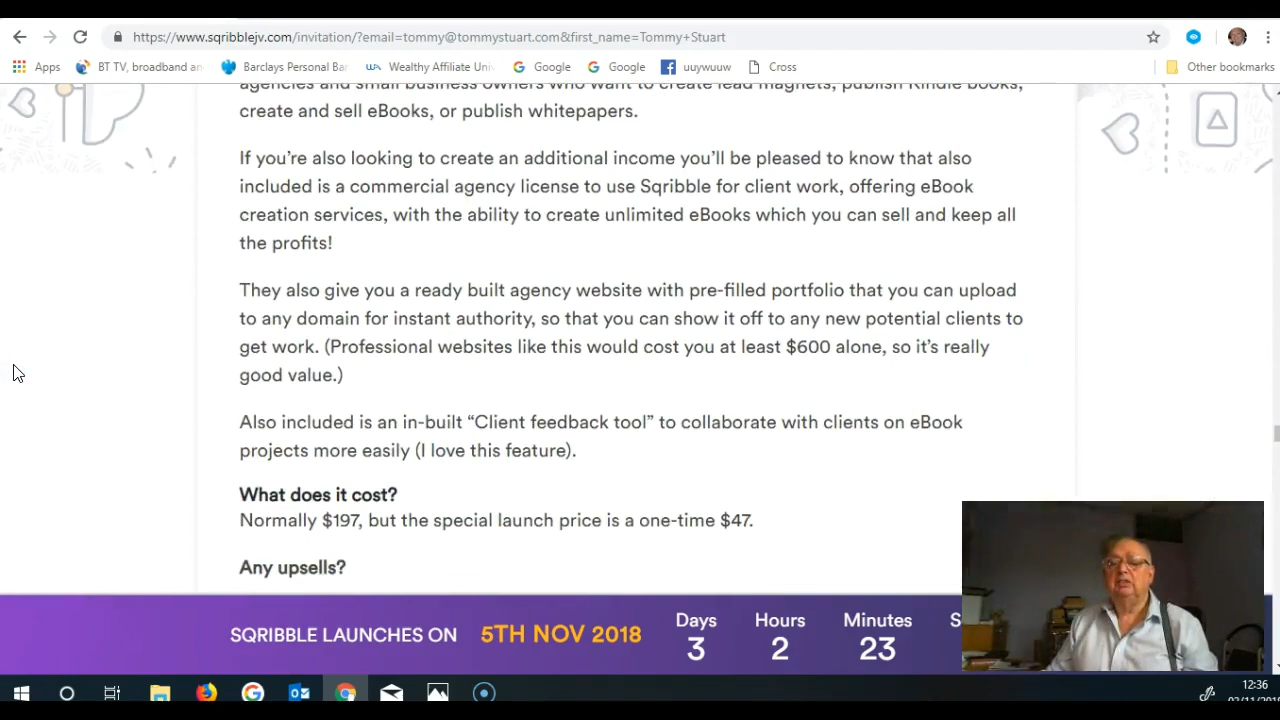 https://www.sqribblejv.com/invitation/?email=tommy@tommystuart.com&first_name=Tommy+Stuart
Apps BT TV, broadband an Barclays Personal Bar Wealthy Affiliate Univ Google Google uuywuuw Cross Other bookmarks
agencies and small business owners who want to create lead magnets, publish Kindle books,
create and sell eBooks, or publish whitepapers.
If you’re also looking to create an additional income you’ll be pleased to know that also
included is a commercial agency license to use Sqribble for client work, offering eBook
creation services, with the ability to create unlimited eBooks which you can sell and keep all
the profits!
They also give you a ready built agency website with pre-filled portfolio that you can upload
to any domain for instant authority, so that you can show it off to any new potential clients to
get work. (Professional websites like this would cost you at least $600 alone, so it’s really
good value.)
Also included is an in-built “Client feedback tool” to collaborate with clients on eBook
projects more easily (I love this feature).
What does it cost?
Normally $197, but the special launch price is a one-time $47.
Any upsells?
Days Hours Minutes S
SQRIBBLE LAUNCHES ON 5TH NOV 2018
3 2 23
12:36